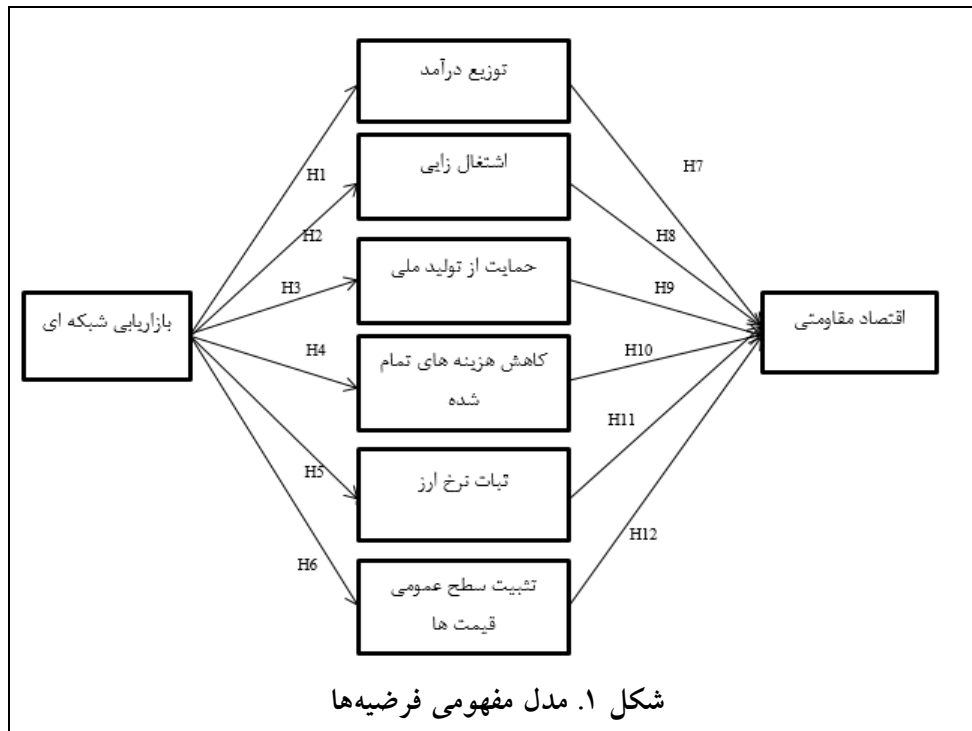 توزیع درآمد
H1
H7
اشتغال زایی
H2
H8
حمایت از تولید ملی
H3
H9
بازاریابی شبکه ای
اقتصاد مقاومتی
کاهش هزینه های تمام
شده
H4
H10
ثبات نرخ ارز
H5
H11
تثبیت سطح عمومی
قیمت ها
H6
H12
شکل ۱. مدل مفهومی فرضیه‌ها